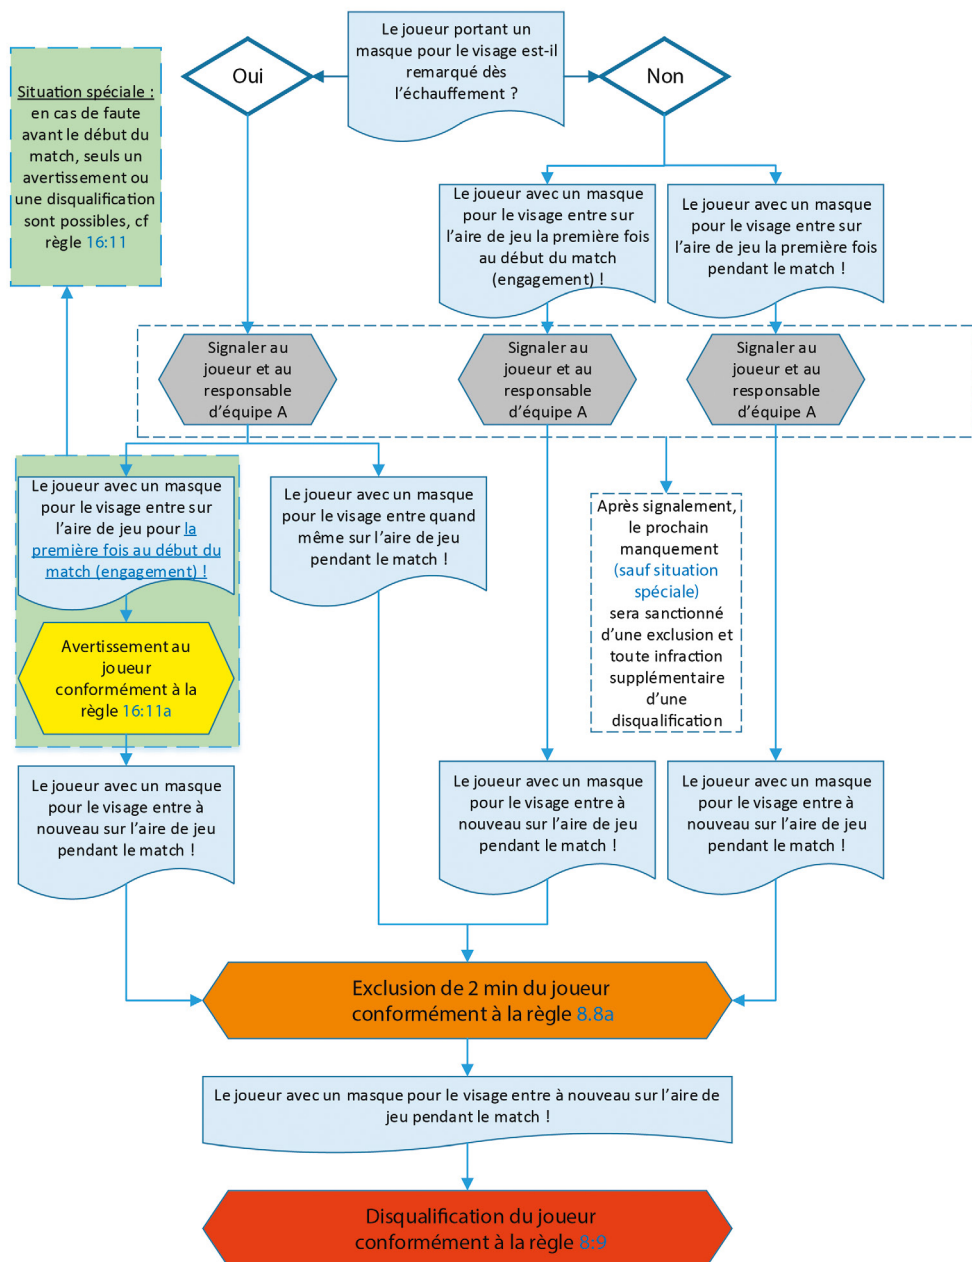 Le joueur portant un
masque pour le visage est-il
remarqué dès
l’échauffement ?
Oui
Non
Situation spéciale :
en cas de faute
avant le début du
match, seuls un
avertissement ou
une disqualification
sont possibles, cf
règle 16:11
Le joueur avec un masque
pour le visage entre sur
l’aire de jeu la première fois
au début du match
(engagement) !
Le joueur avec un masque
pour le visage entre sur
l’aire de jeu la première fois
pendant le match !
Signaler au
joueur et au
responsable
d’équipe A
Signaler au
joueur et au
responsable
d’équipe A
Signaler au
joueur et au
responsable
d’équipe A
Le joueur avec un masque
pour le visage entre sur
l’aire de jeu pour la
première fois au début du
match (engagement) !
Le joueur avec un masque
pour le visage entre quand
même sur l’aire de jeu
pendant le match !
Après signalement,
le prochain
manquement
(sauf situation
spéciale)
sera sanctionné
d’une exclusion et
toute infraction
supplémentaire
d’une
disqualification
Avertissement au
joueur
conformément à la
règle 16:11a
Le joueur avec un masque
pour le visage entre à
nouveau sur l’aire de jeu
pendant le match !
Le joueur avec un masque
pour le visage entre à
nouveau sur l’aire de jeu
pendant le match !
Le joueur avec un masque
pour le visage entre à
nouveau sur l’aire de jeu
pendant le match !
Exclusion de 2 min du joueur
conformément à la règle 8.8a
Le joueur avec un masque pour le visage entre à nouveau sur l’aire de
jeu pendant le match !
Disqualification du joueur
conformément à la règle 8:9